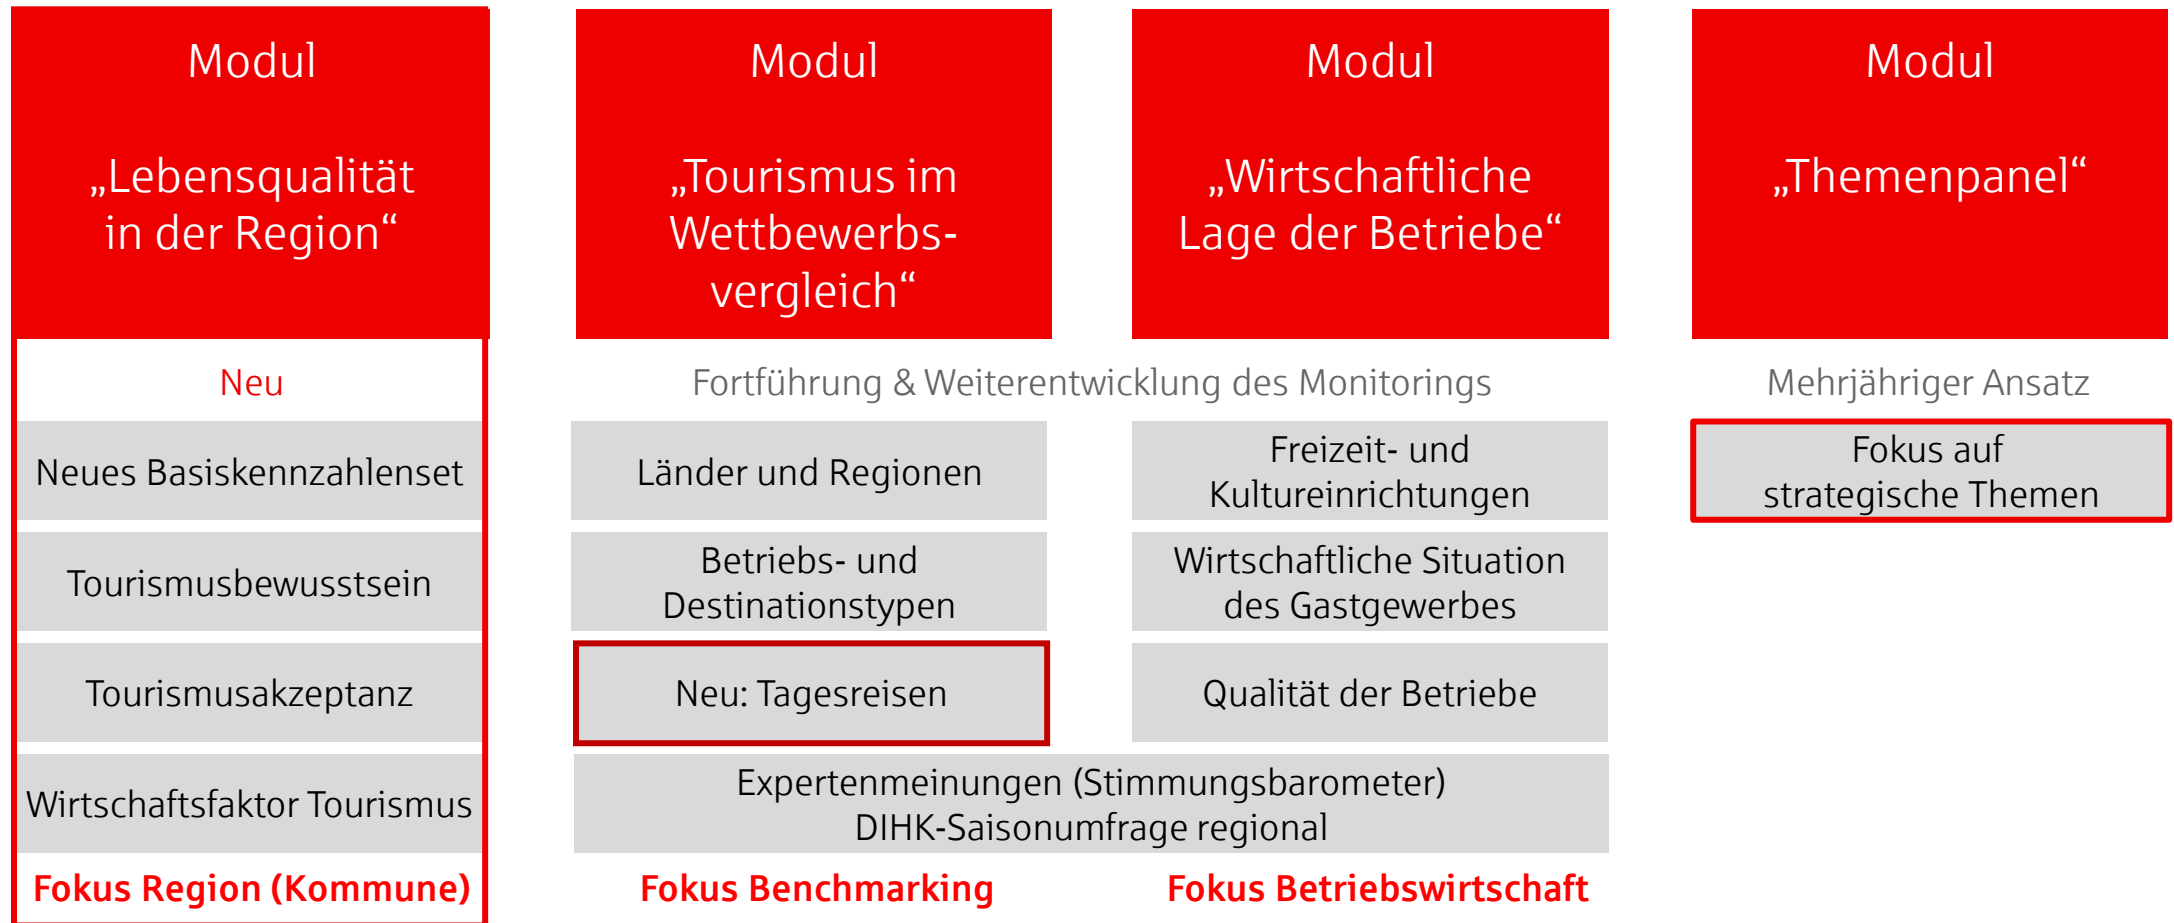 Modul
„Lebensqualität
in der Region“
Neu
Neues Basiskennzahlenset
Tourismusbewusstsein
Tourismusakzeptanz
Wirtschaftsfaktor Tourismus
Fokus Region (Kommune)
Modul
„Tourismus im
Wettbewerbs-
vergleich“
Modul
„Wirtschaftliche
Lage der Betriebe“
Fortführung & Weiterentwicklung des Monitorings
Länder und Regionen
Betriebs- und
Destinationstypen
Neu: Tagesreisen
Freizeit- und
Kultureinrichtungen
Wirtschaftliche Situation
des Gastgewerbes
Qualität der Betriebe
Expertenmeinungen (Stimmungsbarometer)
DIHK-Saisonumfrage regional
Fokus Benchmarking
Fokus Betriebswirtschaft
Modul
„Themenpanel“
Mehrjähriger Ansatz
Fokus auf
strategische Themen